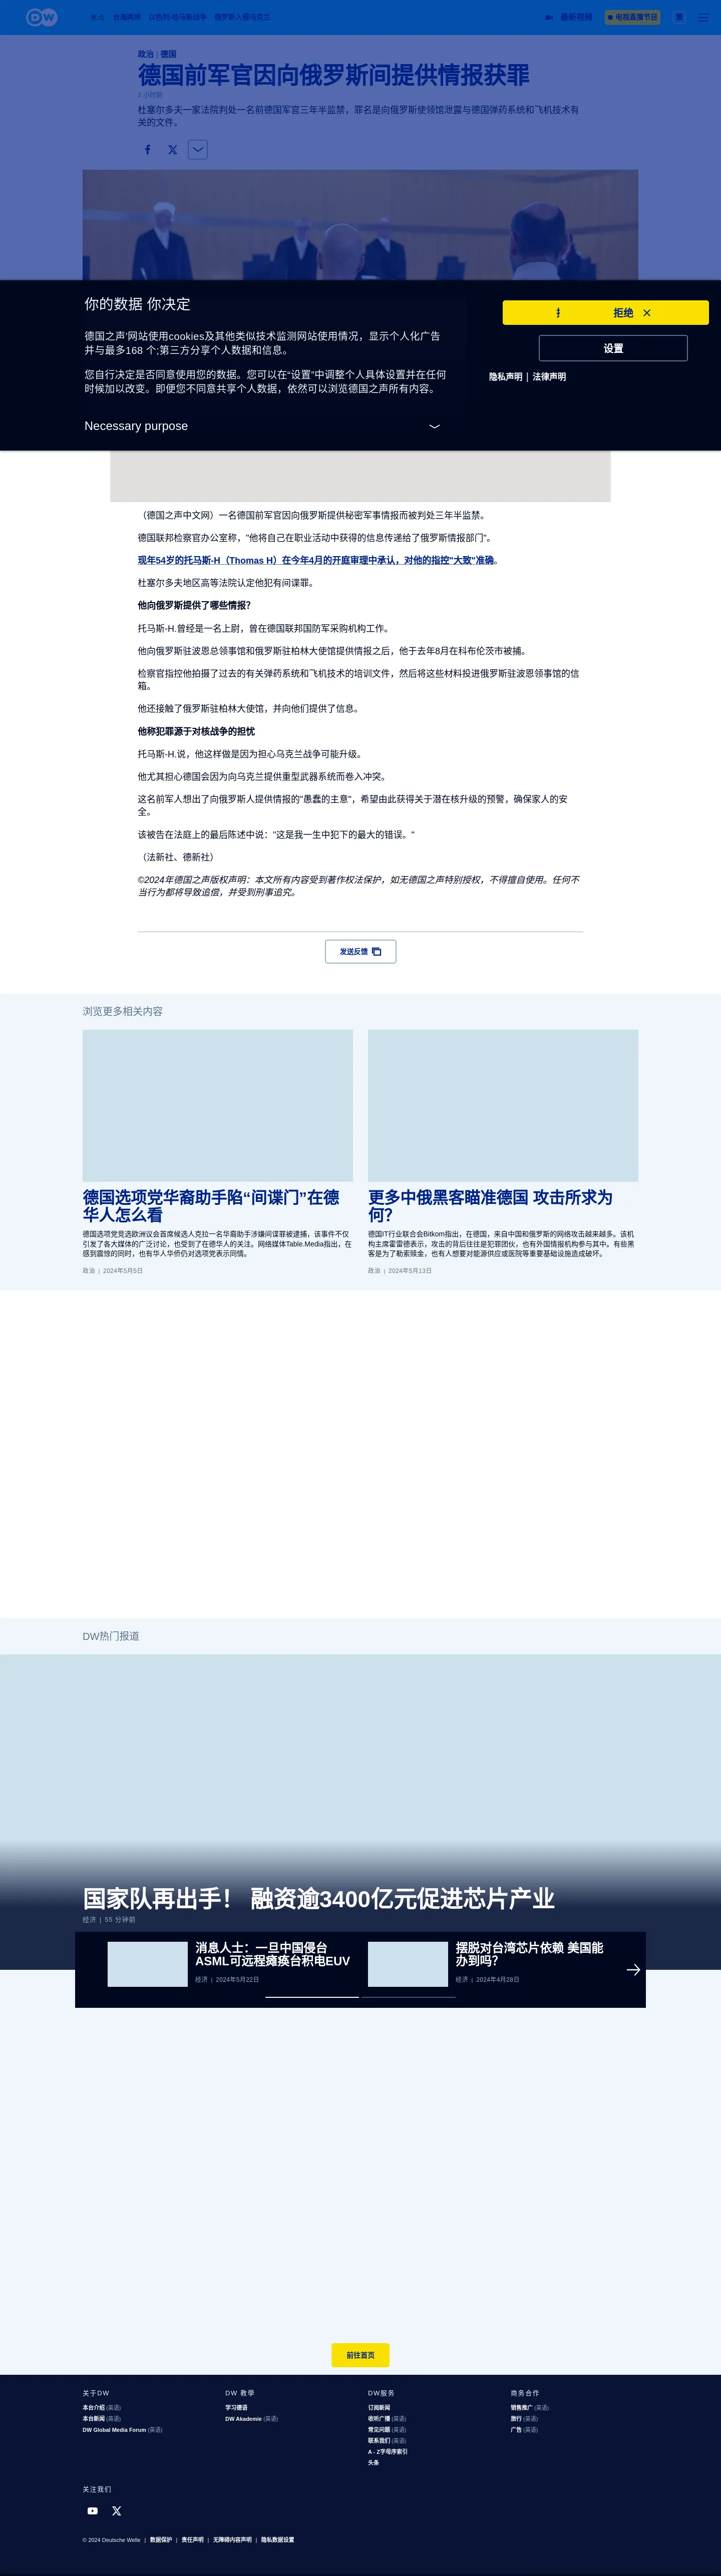 DW
焦点 台海两岸 以色列-哈马斯战争 俄罗斯入侵乌克兰
最新视频 电视直播节目 繁
政治 | 德国
德国前军官因向俄罗斯间提供情报获罪
2 小时前
杜塞尔多夫一家法院判处一名前德国军官三年半监禁，罪名是向俄罗斯使领馆泄露与德国弹药系统和飞机技术有
关的文件。
你的数据 你决定
德国之声'网站使用cookies及其他类似技术监测网站使用情况，显示个人化广告
并与最多168 个;第三方分享个人数据和信息。
您自行决定是否同意使用您的数据。您可以在“设置”中调整个人具体设置并在任何
时候加以改变。即便您不同意共享个人数据，依然可以浏览德国之声所有内容。
Necessary purpose
拒绝
设置
隐私声明 | 法律声明
（德国之声中文网）一名德国前军官因向俄罗斯提供秘密军事情报而被判处三年半监禁。
德国联邦检察官办公室称，"他将自己在职业活动中获得的信息传递给了俄罗斯情报部门"。
现年54岁的托马斯-H（Thomas H）在今年4月的开庭审理中承认，对他的指控"大致"准确。
杜塞尔多夫地区高等法院认定他犯有间谍罪。
他向俄罗斯提供了哪些情报？
托马斯-H.曾经是一名上尉，曾在德国联邦国防军采购机构工作。
他向俄罗斯驻波恩总领事馆和俄罗斯驻柏林大使馆提供情报之后，他于去年8月在科布伦茨市被捕。
检察官指控他拍摄了过去的有关弹药系统和飞机技术的培训文件，然后将这些材料投进俄罗斯驻波恩领事馆的信
箱。
他还接触了俄罗斯驻柏林大使馆，并向他们提供了信息。
他称犯罪源于对核战争的担忧
托马斯-H.说，他这样做是因为担心乌克兰战争可能升级。
他尤其担心德国会因为向乌克兰提供重型武器系统而卷入冲突。
这名前军人想出了向俄罗斯人提供情报的"愚蠢的主意"，希望由此获得关于潜在核升级的预警，确保家人的安
全。
该被告在法庭上的最后陈述中说："这是我一生中犯下的最大的错误。"
（法新社、德新社）
©2024年德国之声版权声明：本文所有内容受到著作权法保护，如无德国之声特别授权，不得擅自使用。任何不
当行为都将导致追偿，并受到刑事追究。
发送反馈
浏览更多相关内容
德国选项党华裔助手陷“间谍门”在德
华人怎么看
德国选项党竞选欧洲议会首席候选人克拉一名华裔助手涉嫌间谍罪被逮捕，该事件不仅
引发了各大媒体的广泛讨论，也受到了在德华人的关注。网络媒体Table.Media指出，在
感到震惊的同时，也有华人华侨仍对选项党表示同情。
政治 | 2024年5月5日
更多中俄黑客瞄准德国 攻击所求为
何？
德国IT行业联合会Bitkom指出，在德国，来自中国和俄罗斯的网络攻击越来越多。该机
构主席霍雷德表示，攻击的背后往往是犯罪团伙，也有外国情报机构参与其中。有些黑
客是为了勒索赎金，也有人想要对能源供应或医院等重要基础设施造成破坏。
政治 | 2024年5月13日
DW热门报道
国家队再出手！ 融资逾3400亿元促进芯片产业
经济 | 55 分钟前
消息人士：一旦中国侵台
ASML可远程瘫痪台积电EUV
经济 | 2024年5月22日
摆脱对台湾芯片依赖 美国能
办到吗？
经济 | 2024年4月28日
前往首页
关于DW
本台介绍 (英语)
本台新闻 (英语)
DW Global Media Forum (英语)
DW 教學
学习德语
DW Akademie (英语)
DW服务
订阅新闻
收听广播 (英语)
常见问题 (英语)
联系我们 (英语)
A - Z字母序索引
头条
商务合作
销售推广 (英语)
旅行 (英语)
广告 (英语)
关注我们
© 2024 Deutsche Welle | 数据保护 | 责任声明 | 无障碍内容声明 | 隐私数据设置